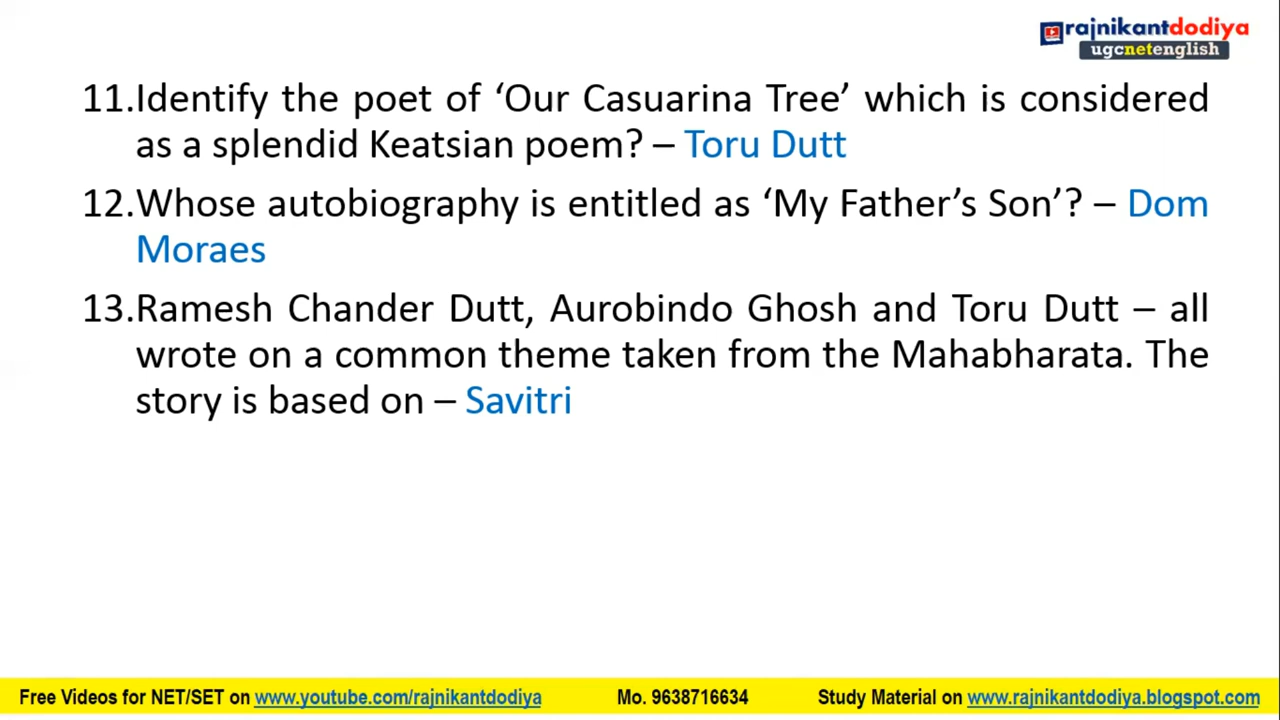 rajnikantdodiya
ugcnetenglish
11.Identify the poet of ‘Our Casuarina Tree’ which is considered
as a splendid Keatsian poem? – Toru Dutt
12.Whose autobiography is entitled as ‘My Father’s Son’? – Dom
Moraes
13.Ramesh Chander Dutt, Aurobindo Ghosh and Toru Dutt – all
wrote on a common theme taken from the Mahabharata. The
story is based on – Savitri
Free Videos for NET/SET on www.youtube.com/rajnikantdodiya Mo. 9638716634 Study Material on www.rajnikantdodiya.blogspot.com